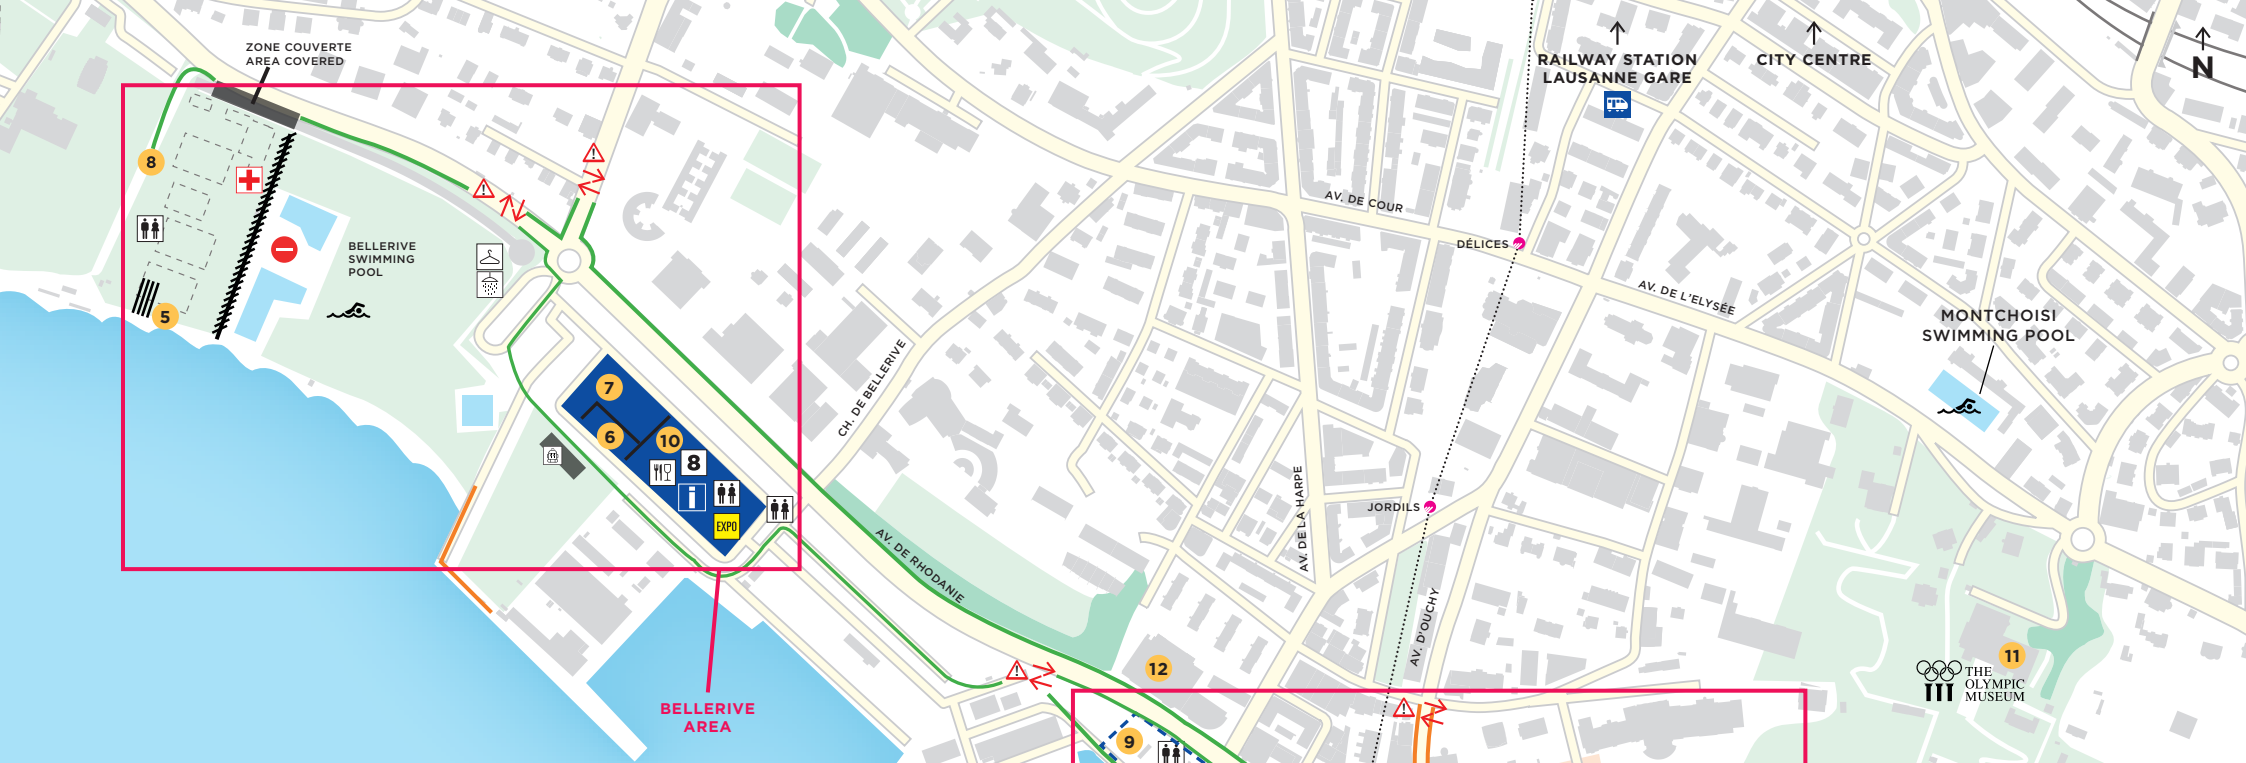 ZONE COUVERTE
AREA COVERED
RAILWAY STATION
LAUSANNE GARE
CITY CENTRE
N
8
5
BELLERIVE
SWIMMING
POOL
AV. DE COUR
DÉLICES
AV. DE L'ELYSÉE
MONTCHOISI
SWIMMING POOL
CH. DE BELLERIVE
7
6
10
8
i
EXPO
11
AV. DE RHODANIE
AV. DE LA HARPE
JORDILS
AV. D'OUCHY
12
11
THE
OLYMPIC
MUSEUM
BELLERIVE
AREA
9